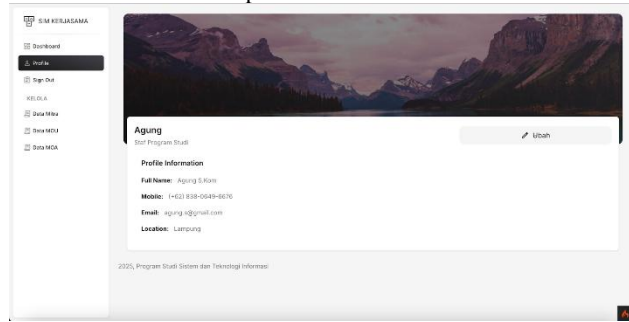 SIM KERJASAMA
Dashboard
Profile
Sign Out
KELOLA
Data Mitra
Data MOU
Data MOA
Agung
Staf Program Studi
Ubah
Profile Information
Full Name: Agung S.Kom
Mobile: (+62) 838-0649-6676
Email: agung.s@gmail.com
Location: Lampung
2025, Program Studi Sistem dan Teknologi Informasi